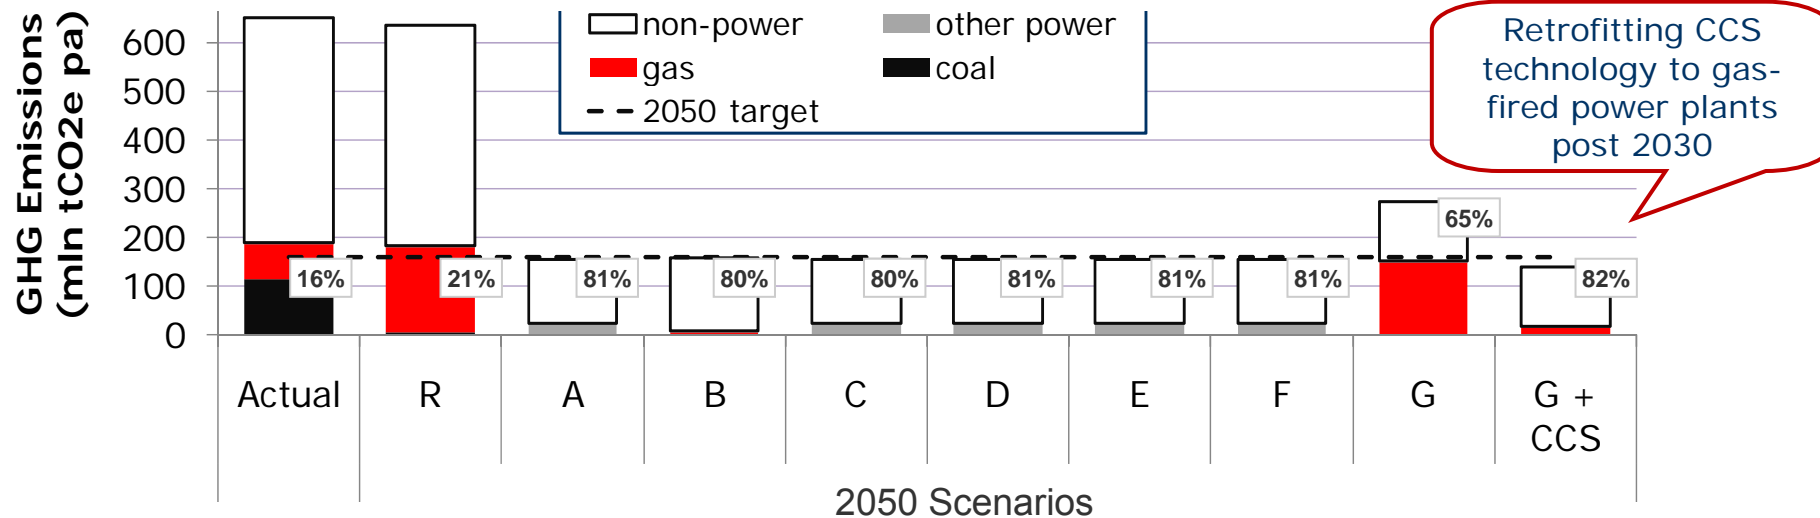 GHG Emissions
(mln tCO2e pa)
600
500
400
300
200
100
0
non-power
other power
gas
coal
2050 target
Retrofitting CCS
technology to gas-
fired power plants
post 2030
16%
21%
81%
80%
80%
81%
81%
81%
65%
82%
Actual
R
A
B
C
D
E
F
G
G +
CCS
2050 Scenarios